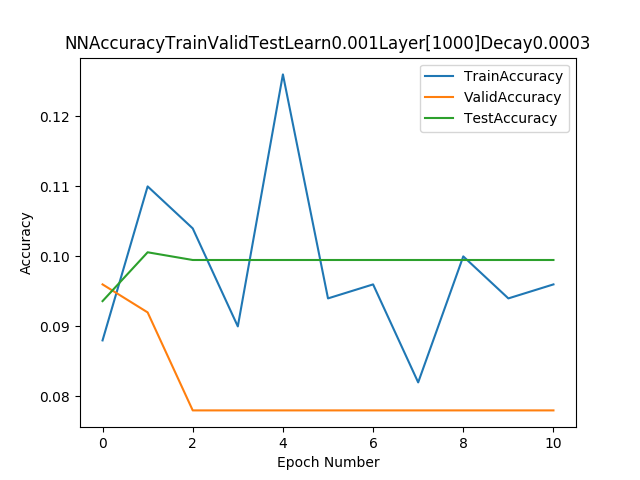 NNAccuracyTrainValidTestLearn0.001Layer[1000]Decay0.0003
TrainAccuracy
ValidAccuracy
TestAccuracy
0.12
0.11
0.10
0.09
0.08
Accuracy
0 2 4 6 8 10
Epoch Number